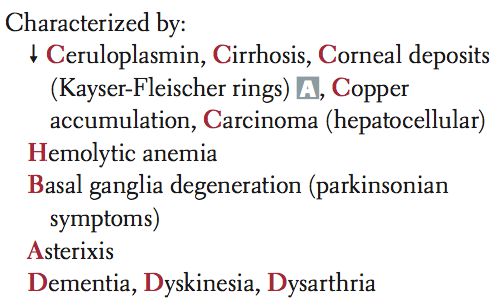 Characterized by:
↓ Ceruloplasmin, Cirrhosis, Corneal deposits
(Kayser-Fleischer rings) A, Copper
accumulation, Carcinoma (hepatocellular)
Hemolytic anemia
Basal ganglia degeneration (parkinsonian
symptoms)
Asterixis
Dementia, Dyskinesia, Dysarthria